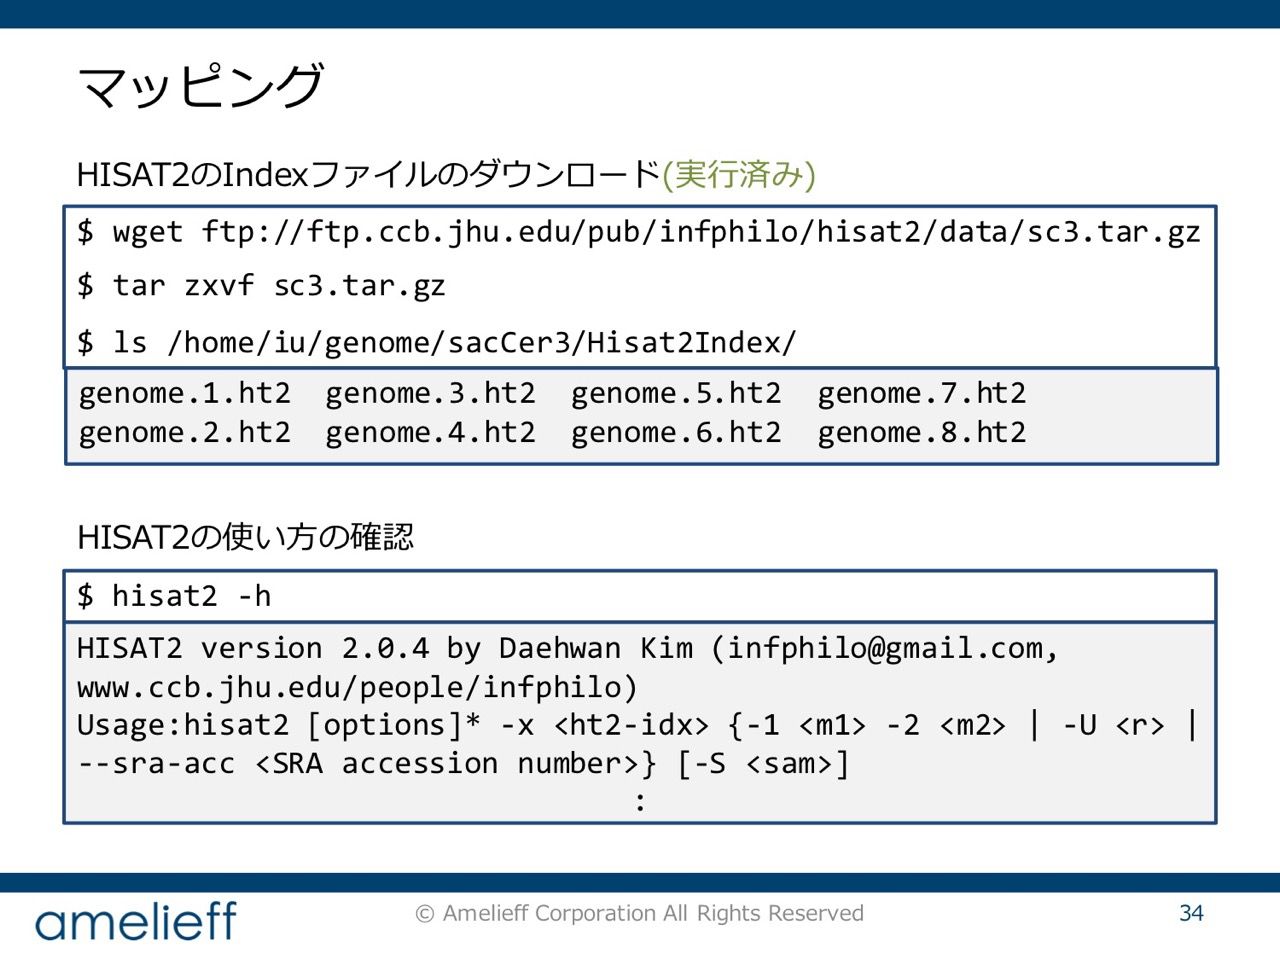 マッピング
HISAT2のIndexファイルのダウンロード(実行済み)
$ wget ftp://ftp.ccb.jhu.edu/pub/infphilo/hisat2/data/sc3.tar.gz
$ tar zxvf sc3.tar.gz
$ ls /home/iu/genome/sacCer3/Hisat2Index/
genome.1.ht2 genome.3.ht2 genome.5.ht2 genome.7.ht2
genome.2.ht2 genome.4.ht2 genome.6.ht2 genome.8.ht2
HISAT2の使い方の確認
$ hisat2 -h
HISAT2 version 2.0.4 by Daehwan Kim (infphilo@gmail.com,
www.ccb.jhu.edu/people/infphilo)
Usage:hisat2 [options]* -x <ht2-idx> {-1 <m1> -2 <m2> | -U <r> |
--sra-acc <SRA accession number>} [-S <sam>]
:
amelieff
© Amelieff Corporation All Rights Reserved
34